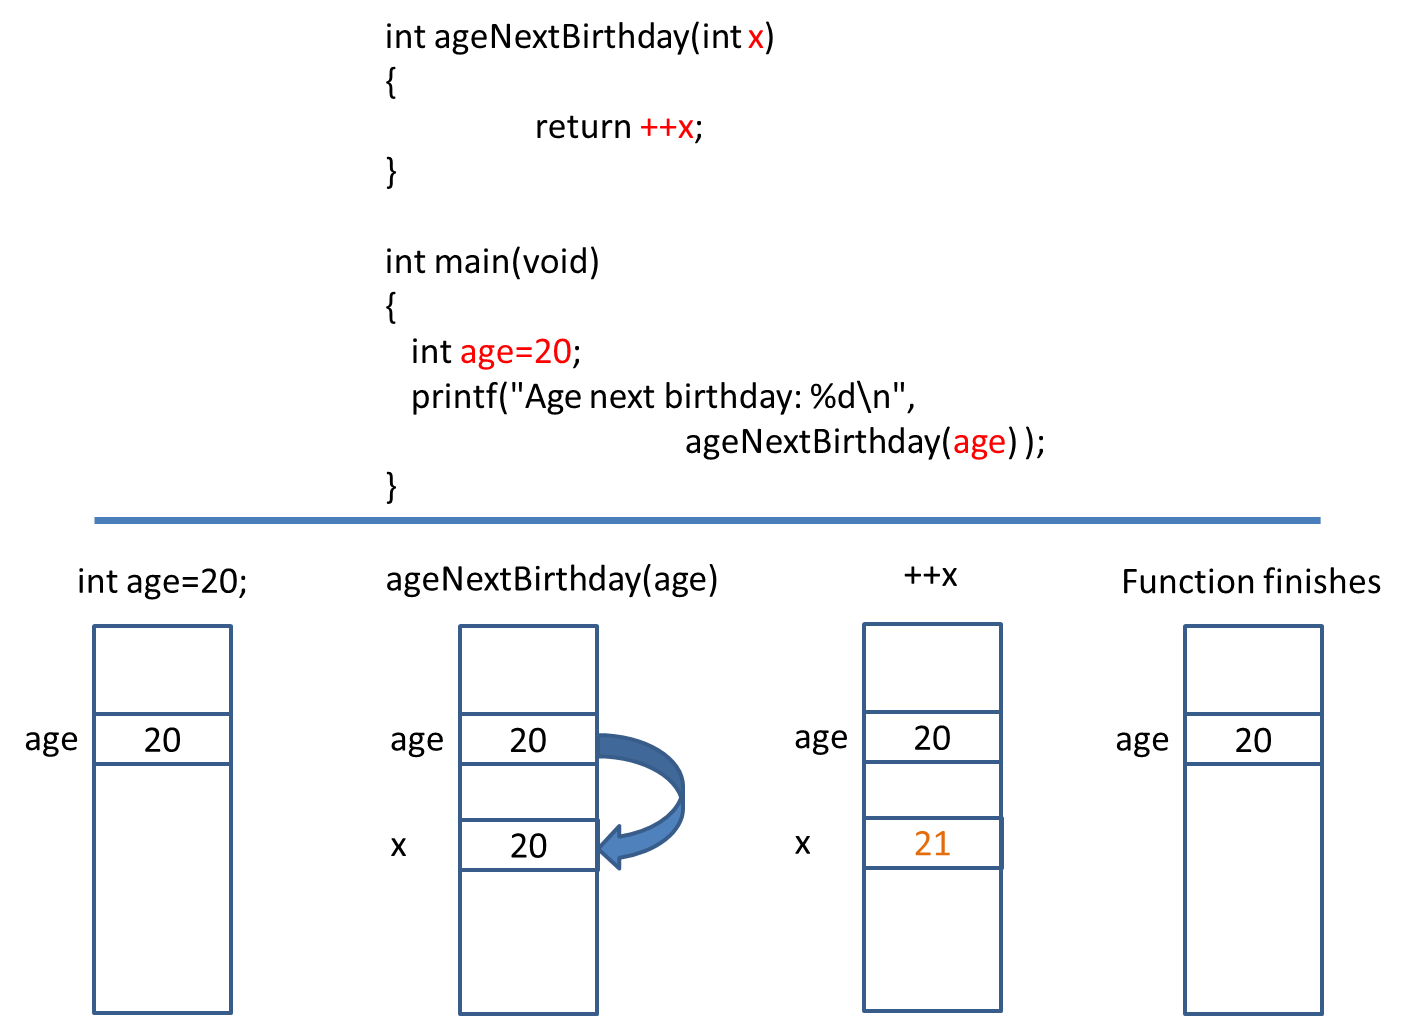 int ageNextBirthday(int x)
{
return ++x;
}
int main(void)
{
int age=20;
printf("Age next birthday: %d\n",
ageNextBirthday(age) );
}
int age=20;
ageNextBirthday(age)
++x
Function finishes
age 20
age 20
age 20
age 20
x 20
x 21